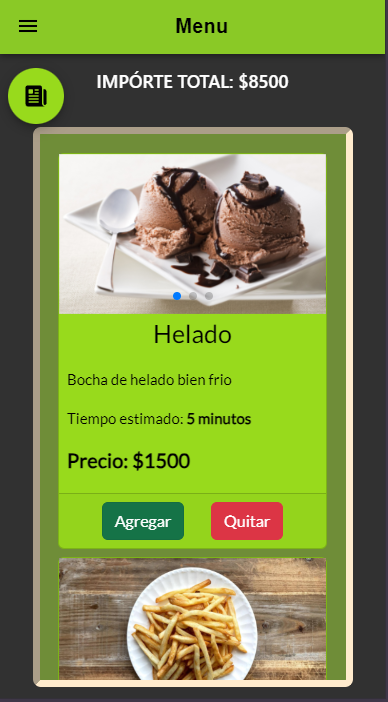 Menu
IMPÓRTE TOTAL: $8500
Helado
Bocha de helado bien frio
Tiempo estimado: 5 minutos
Precio: $1500
Agregar
Quitar